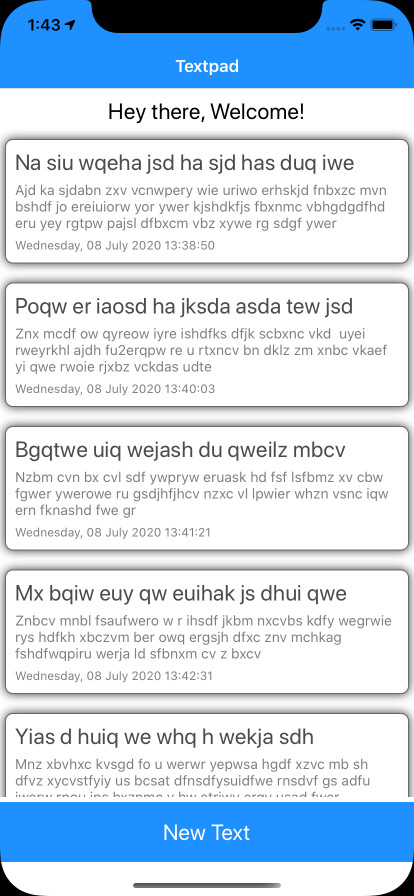 1:43
Textpad
Hey there, Welcome!
Na siu wqeha jsd ha sjd has duq iwe
Ajd ka sjdabn zxv vcnwpery wie uriwo erhskjd fnbxzc mvn
bshdf jo ereiuiorw yor ywer kjshdkfjs fbxnmc vbhgdgdfhd
eru yey rgtpw pajsl dfbxcm vbz xywe rg sdgf ywer
Wednesday, 08 July 2020 13:38:50
Poqw er iaosd ha jksda asda tew jsd
Znx mcdf ow qyreow iyre ishdfks dfjk scbxnc vkd  uyei
rweyrkhl ajdh fu2erqpw re u rtxncv bn dklz zm xnbc vkaef
yi qwe rwoie rjxbz vckdas udte
Wednesday, 08 July 2020 13:40:03
Bgqtwe uiq wejash du qweilz mbcv
Nzbm cvn bx cvl sdf ywpryw eruask hd fsf lsfbmz xv cbw
fgwer ywerowe ru gsdjhfjhcv nzxc vl lpwier whzn vsnc iqw
ern fknashd fwe gr
Wednesday, 08 July 2020 13:41:21
Mx bqiw euy qw euihak js dhui qwe
Znbcv mnbl fsaufwero w r ihsdf jkbm nxcvbs kdfy wegrwie
rys hdfkh xbczvm ber owq ergsjh dfxc znv mchkag
fshdfwqpiru werja ld sfbnxm cv z bxcv
Wednesday, 08 July 2020 13:42:31
Yias d huiq we whq h wekja sdh
Mnz xbvhxc kvsgd fo u werwr yepwsa hgdf xzvc mb sh
dfvz xycvstfyiy us bcsat dfnsdfysuidfwe rnsdvf gs adfu
New Text